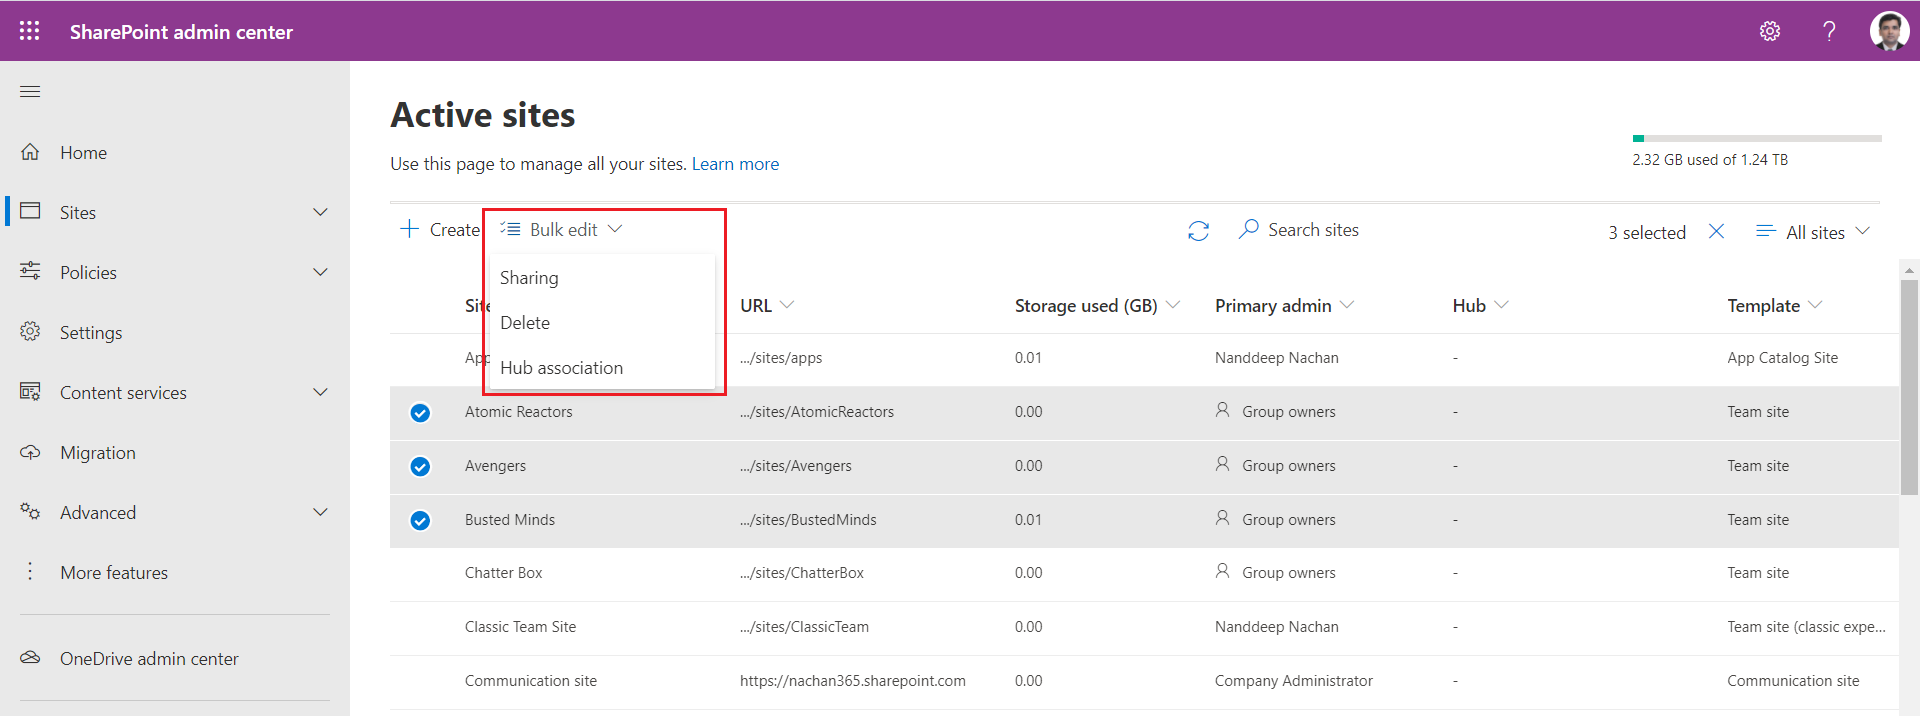 SharePoint admin center
?
Home
Sites
Policies
Settings
Content services
Migration
Advanced
More features
OneDrive admin center
Active sites
Use this page to manage all your sites. Learn more
2.32 GB used of 1.24 TB
Create Bulk edit Search sites 3 selected All sites
Sharing
Delete
Hub association
URL Storage used (GB) Primary admin Hub Template
.../sites/apps 0.01 Nanddeep Nachan - App Catalog Site
Atomic Reactors .../sites/AtomicReactors 0.00 Group owners - Team site
Avengers .../sites/Avengers 0.00 Group owners - Team site
Busted Minds .../sites/BustedMinds 0.01 Group owners - Team site
Chatter Box .../sites/ChatterBox 0.00 Group owners - Team site
Classic Team Site .../sites/ClassicTeam 0.00 Nanddeep Nachan - Team site (classic expe...
Communication site https://nachan365.sharepoint.com 0.00 Company Administrator - Communication site